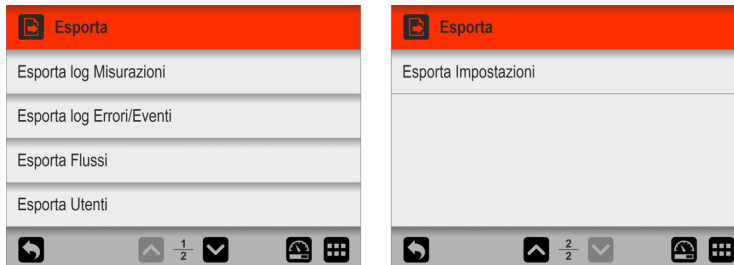 Esporta
Esporta log Misurazioni
Esporta log Errori/Eventi
Esporta Flussi
Esporta Utenti
1
2
Esporta
Esporta Impostazioni
2
2